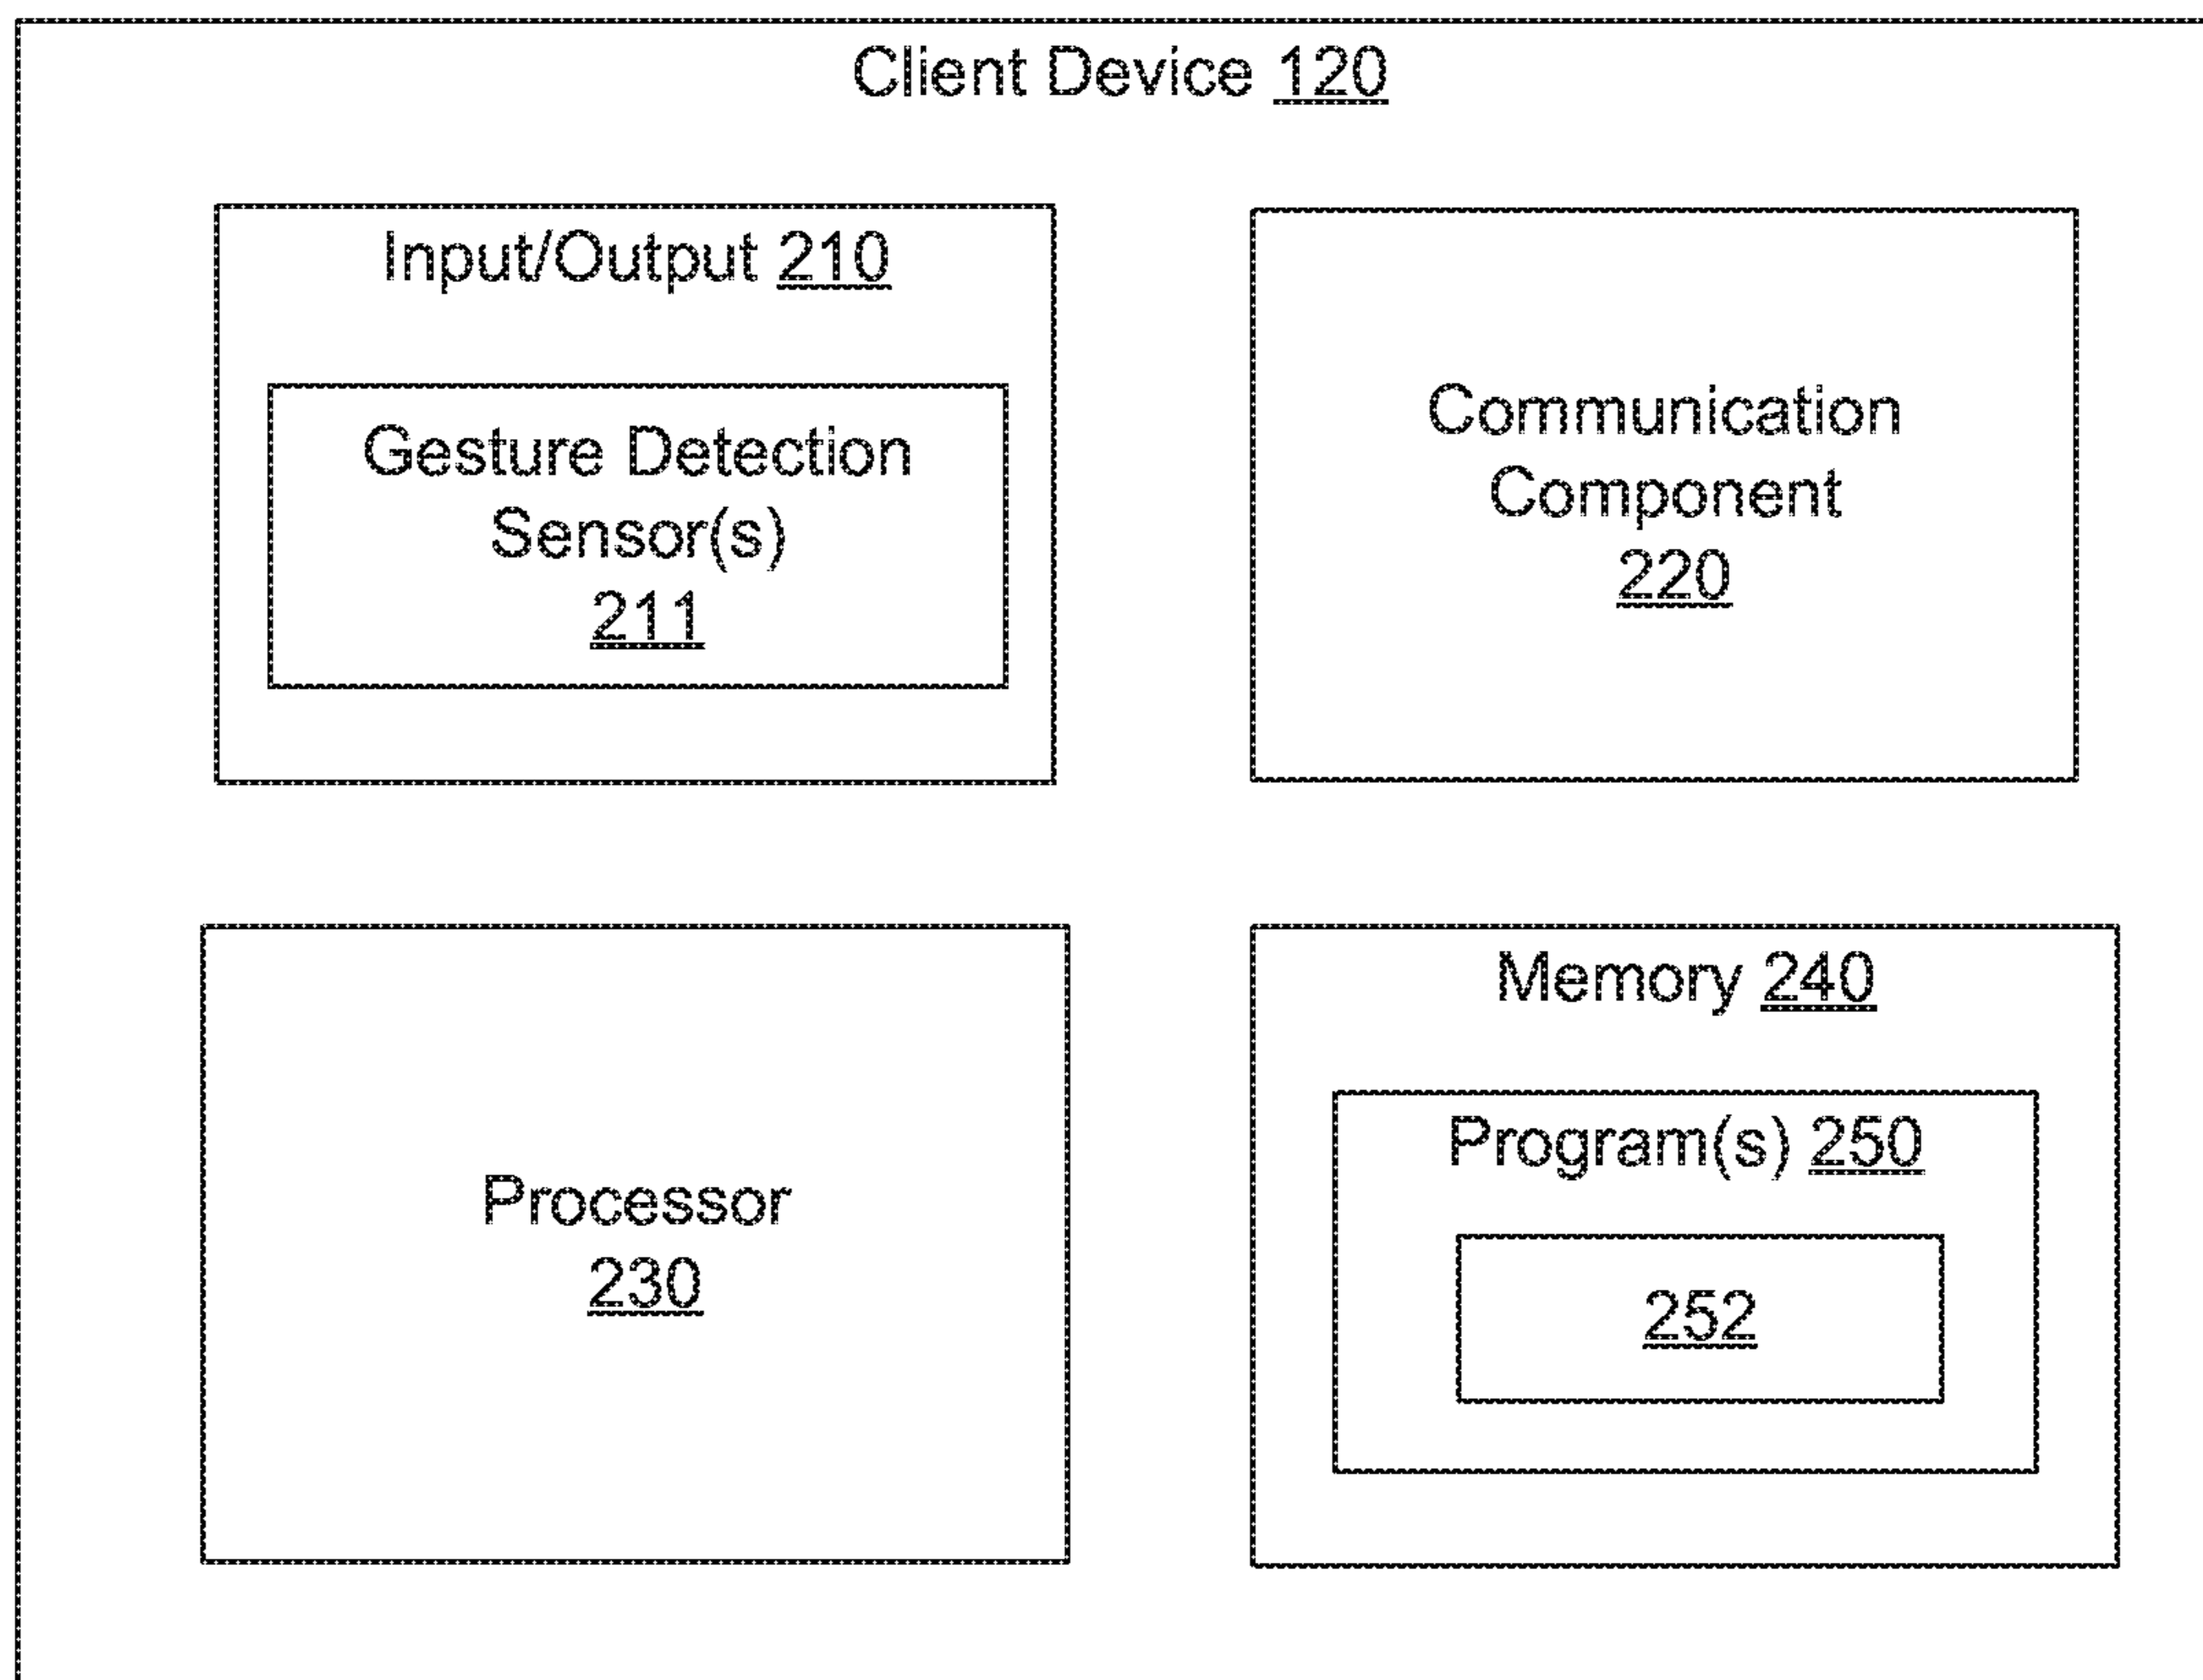 Client Device 120
Input/Output 210
Gesture Detection
Sensor(s)
211
Communication
Component
220
Processor
230
Memory 240
Program(s) 250
252